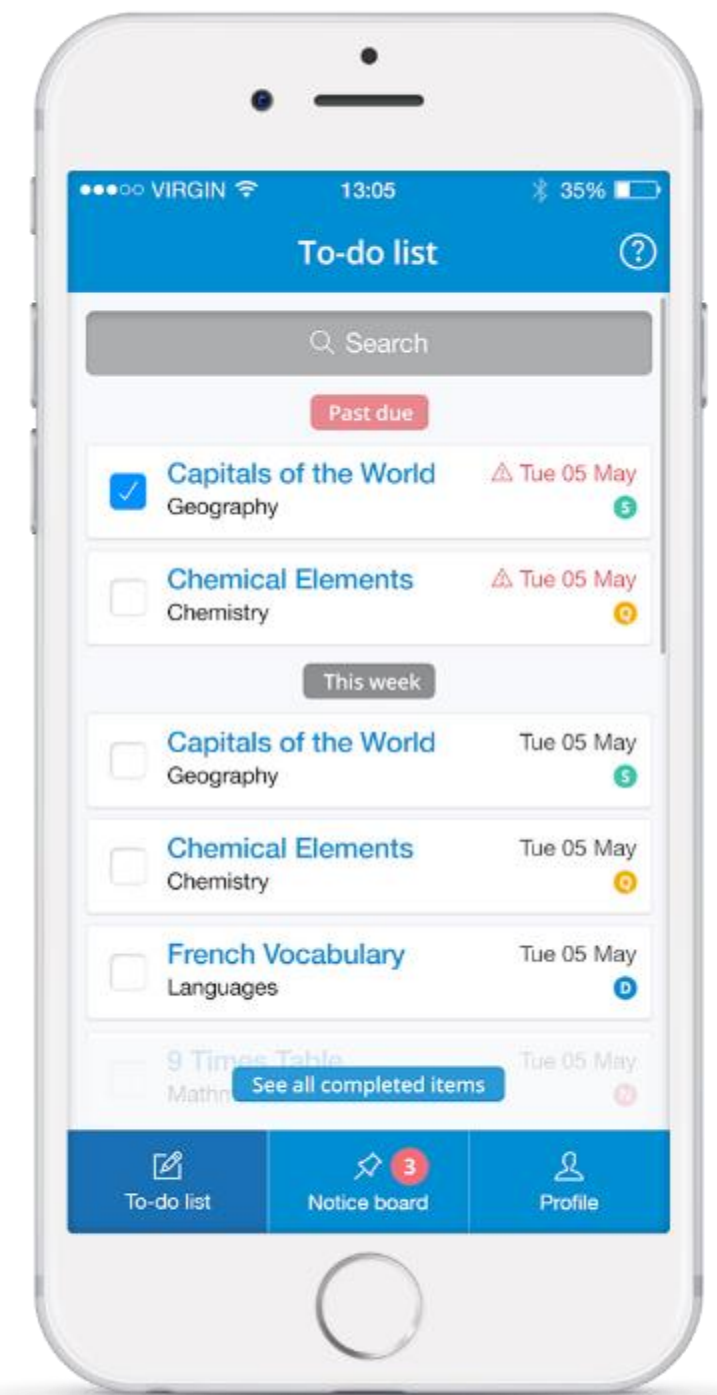 VIRGIN 13:05 35%
To-do list ?
Search
Past due
Capitals of the World Tue 05 May
Geography S
Chemical Elements Tue 05 May
Chemistry Q
This week
Capitals of the World Tue 05 May
Geography S
Chemical Elements Tue 05 May
Chemistry Q
French Vocabulary Tue 05 May
Languages D
9 Times Table Tue 05 May
See all completed items
3
To-do list Notice board Profile